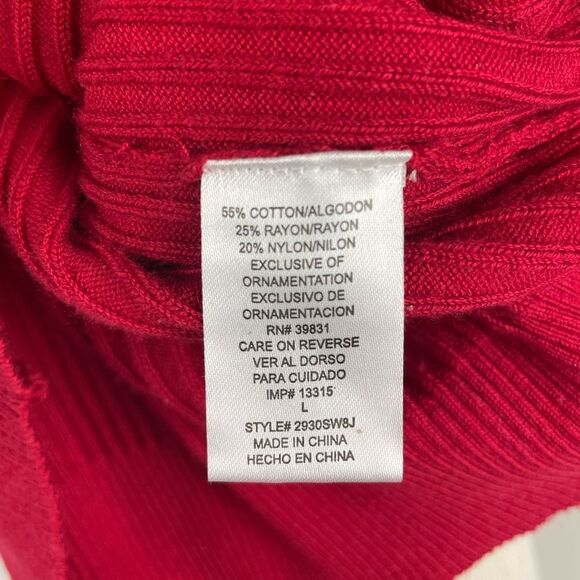 55% COTTON/ALGODON
25% RAYON/RAYON
20% NYLON/NILON
EXCLUSIVE OF
ORNAMENTATION
EXCLUSIVO DE
ORNAMENTACION
RN# 39831
CARE ON REVERSE
VER AL DORSO
PARA CUIDADO
IMP# 13315
L
STYLE# 2930SW8J
MADE IN CHINA
HECHO EN CHINA